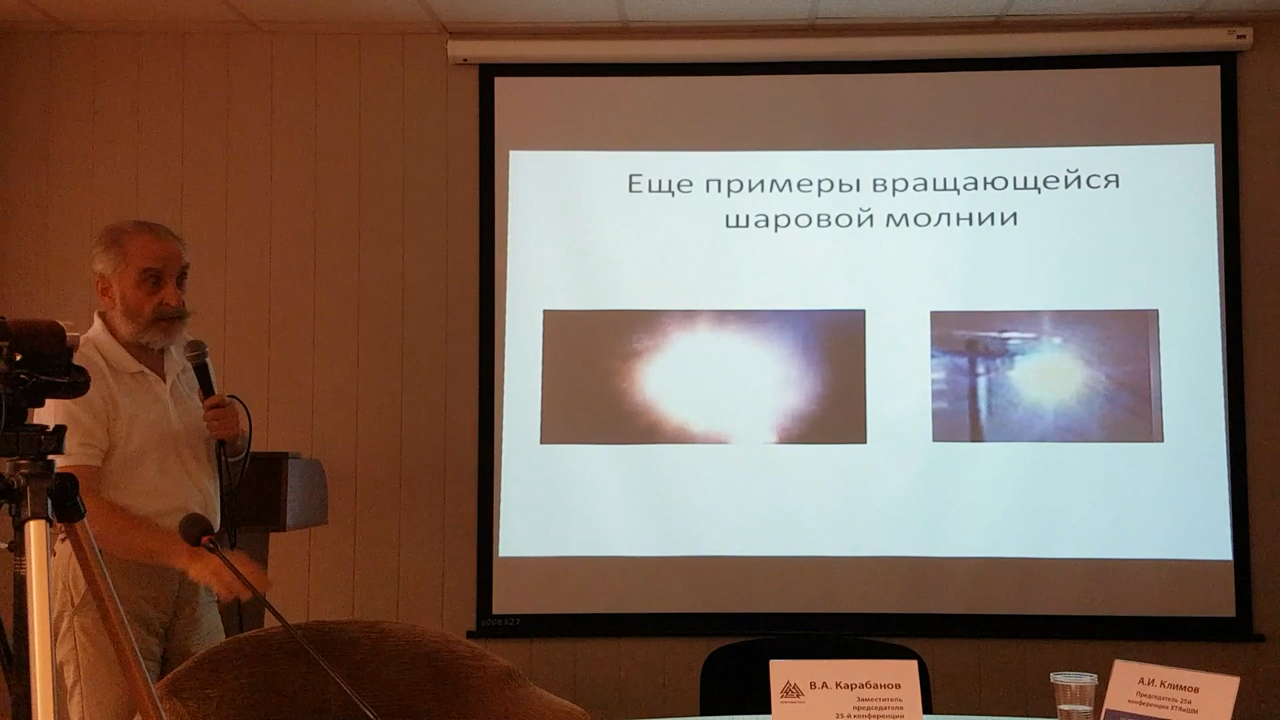 Еще примеры вращающейся
шаровой молнии
В.А. Карабанов
Заместитель
председателя
25-й конференции
А.И. Климов
Председатель 25й
конференции ХТЯиШМ